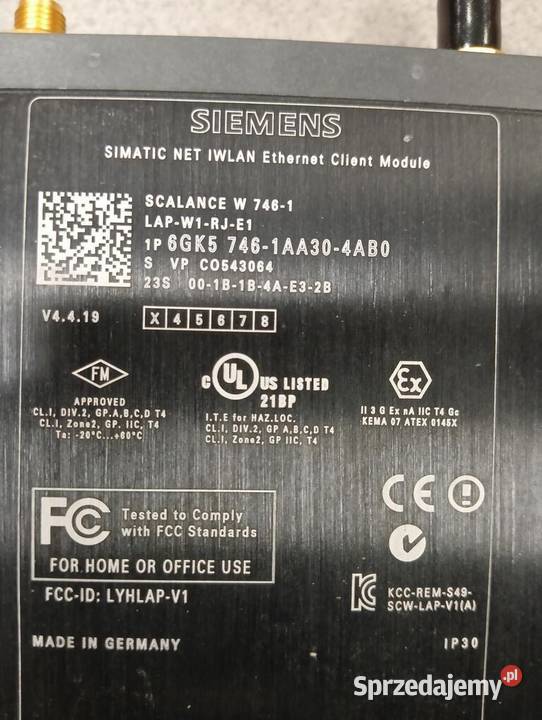 SIEMENS
SIMATIC NET IWLAN Ethernet Client Module
SCALANCE W 746-1
LAP-W1-RJ-E1
1P 6GK5 746-1AA30-4AB0
S VP CO543064
23S 00-1B-1B-4A-E3-2B
V4.4.19 X 4 5 6 7 8
FM
APPROVED
CL.I, DIV.2, GP.A,B,C,D T4
CL.I, Zone2, GP. IIC, T4
Ta: -20°C...+60°C
C UL US LISTED
21BP
I.T.E for HAZ.LOC.
CL.I, DIV.2, GP A,B,C,D T4
CL.I, Zone2, GP IIC, T4
Ex
II 3 G Ex nA IIC T4 Gc
KEMA 07 ATEX 0145X
FCC Tested to Comply
with FCC Standards
FOR HOME OR OFFICE USE
FCC-ID: LYHLAP-V1
CE
KCC-REM-S49-
SCW-LAP-V1(A)
MADE IN GERMANY
IP30
Sprzedajemy.pl